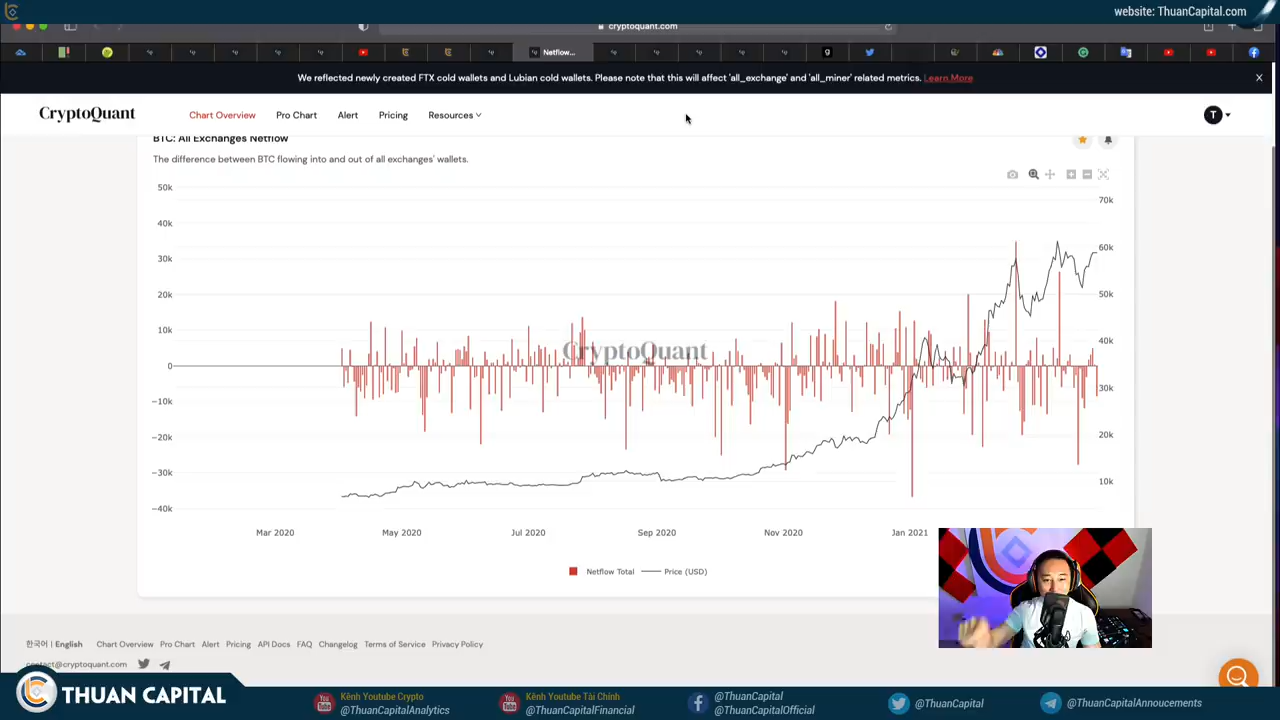 website: ThuanCapital.com
cryptoquant.com
Netflow...
We reflected newly created FTX cold wallets and Lubian cold wallets. Please note that this will affect 'all_exchange' and 'all_miner' related metrics. Learn More
CryptoQuant
Chart Overview
Pro Chart
Alert
Pricing
Resources
T
BTC: All Exchanges Netflow
The difference between BTC flowing into and out of all exchanges' wallets.
50k
40k
30k
20k
10k
0
−10k
−20k
−30k
−40k
70k
60k
50k
40k
30k
20k
10k
CryptoQuant
Mar 2020
May 2020
Jul 2020
Sep 2020
Nov 2020
Jan 2021
Netflow Total
Price (USD)
한국어 | English
Chart Overview
Pro Chart
Alert
Pricing
API Docs
FAQ
Changelog
Terms of Service
Privacy Policy
contact@cryptoquant.com
THUAN CAPITAL
Kênh Youtube Crypto
@ThuanCapitalAnalytics
Kênh Youtube Tài Chính
@ThuanCapitalFinancial
@ThuanCapital
@ThuanCapitalOfficial
@ThuanCapital
@ThuanCapitalAnnoucements